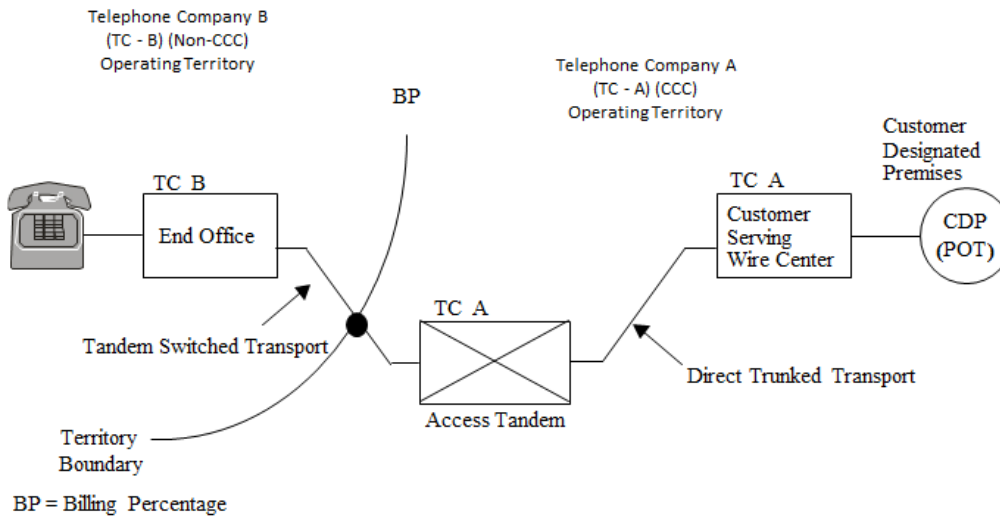 Telephone Company B
(TC - B) (Non-CCC)
Operating Territory
Telephone Company A
(TC - A) (CCC)
Operating Territory
BP
Customer
Designated
Premises
TC B
End Office
TC A
Customer
Serving
Wire Center
CDP
(POT)
TC A
Tandem Switched Transport
Direct Trunked Transport
Access Tandem
Territory
Boundary
BP = Billing Percentage